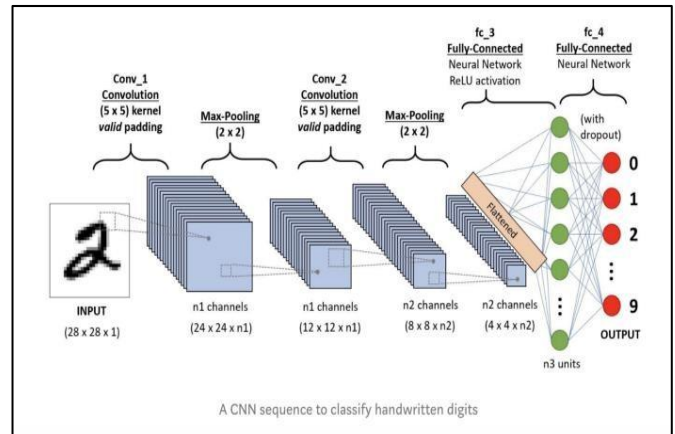 fc_3
Fully-Connected
Neural Network
ReLU activation
fc_4
Fully-Connected
Neural Network
Conv_1
Convolution
(5 x 5) kernel
valid padding
Max-Pooling
(2 x 2)
Conv_2
Convolution
(5 x 5) kernel
valid padding
Max-Pooling
(2 x 2)
(with
dropout)
Flattened
0
1
2
9
INPUT
(28 x 28 x 1)
n1 channels
(24 x 24 x n1)
n1 channels
(12 x 12 x n1)
n2 channels
(8 x 8 x n2)
n2 channels
(4 x 4 x n2)
n3 units
OUTPUT
2
A CNN sequence to classify handwritten digits